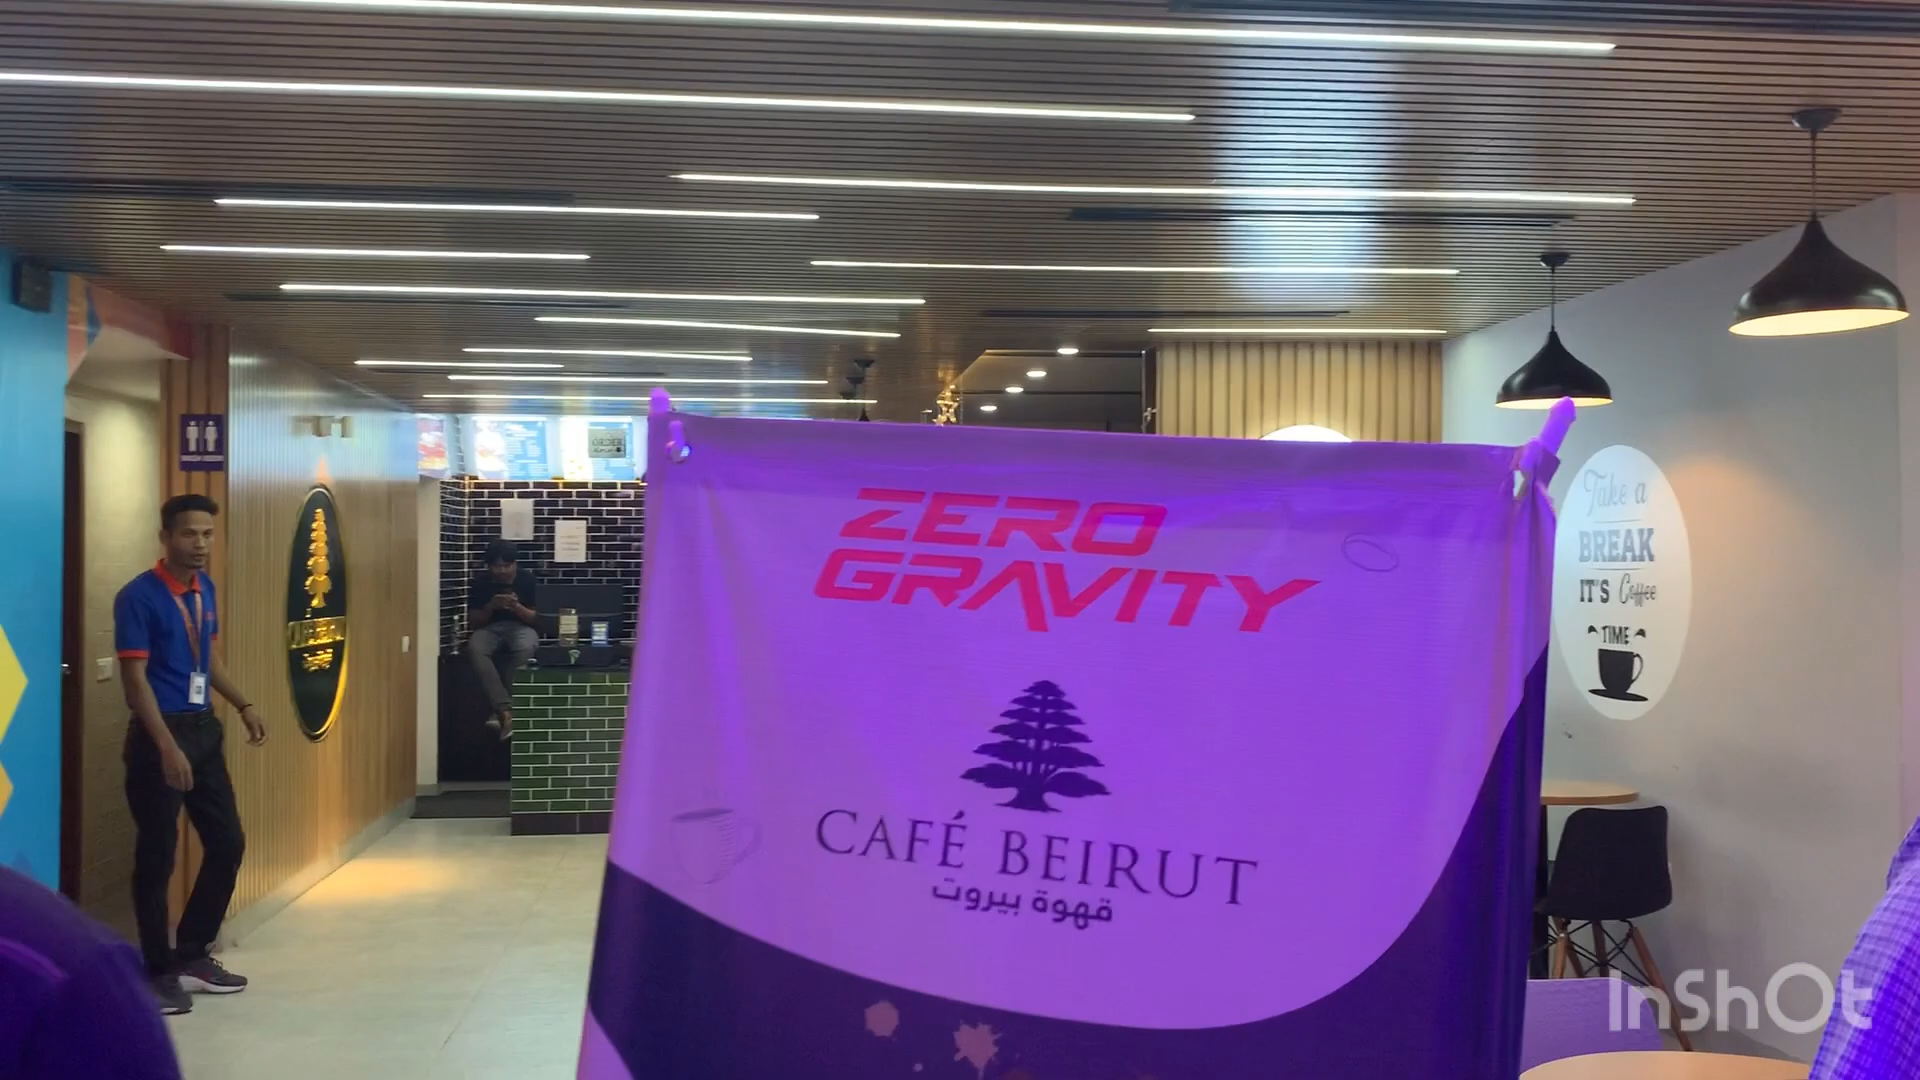 ORDER
ZERO
GRAVITY
CAFÉ BEIRUT
قهوة بيروت
Take a
BREAK
IT'S Coffee
TIME
InShOt